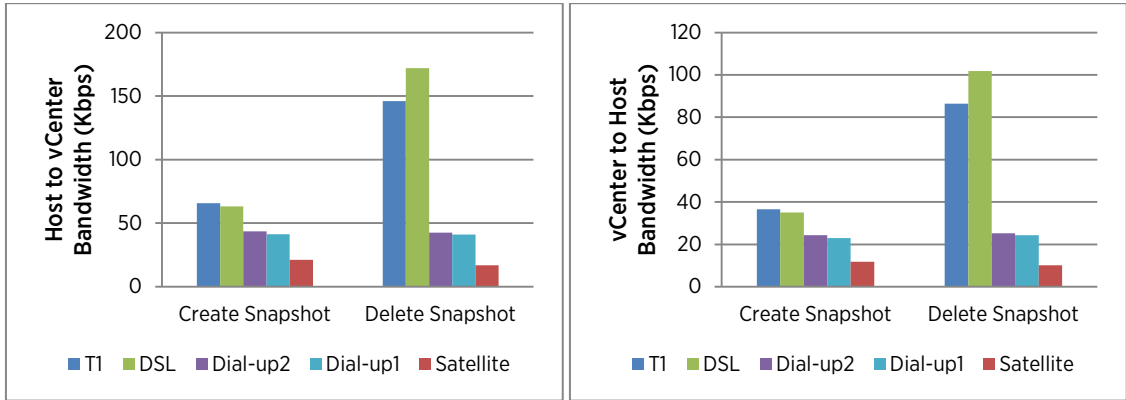 Host to vCenter
Bandwidth (Kbps)
200
150
100
50
0
Create Snapshot
Delete Snapshot
T1
DSL
Dial-up2
Dial-up1
Satellite
vCenter to Host
Bandwidth (Kbps)
120
100
80
60
40
20
0
Create Snapshot
Delete Snapshot
T1
DSL
Dial-up2
Dial-up1
Satellite